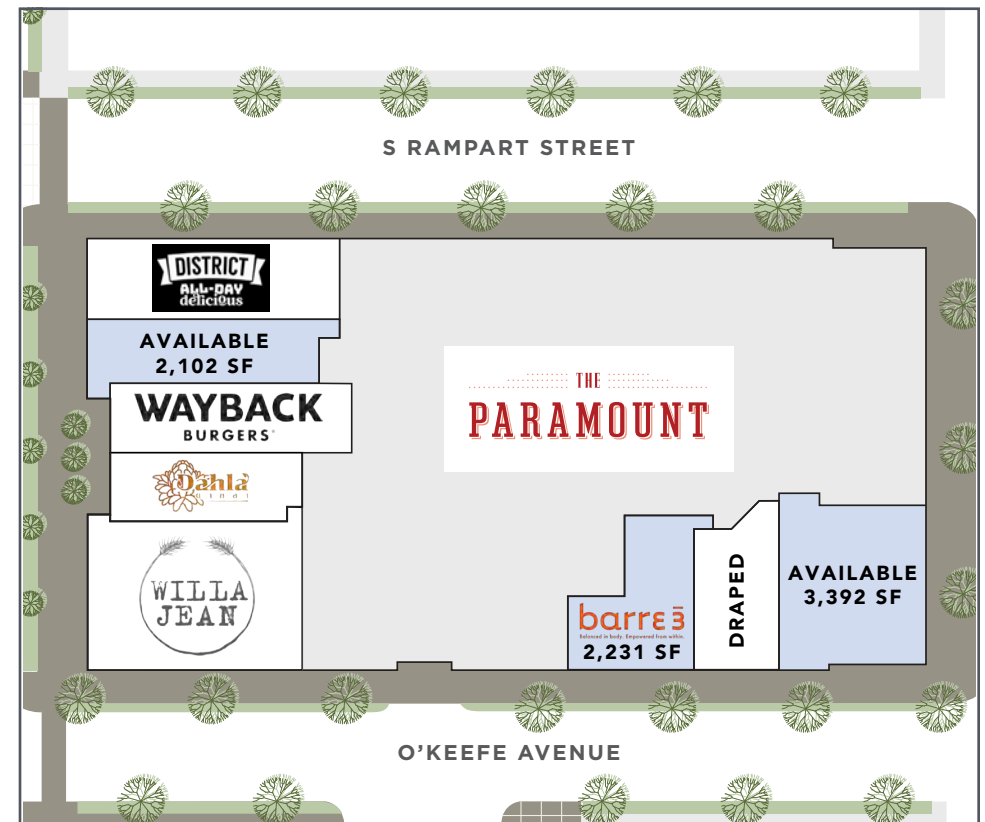 S RAMPART STREET
DISTRICT
ALL-DAY
delicious
AVAILABLE
2,102 SF
WAYBACK
BURGERS
Dahla
THE
PARAMOUNT
WILLA
JEAN
barre3
Balanced in body. Empowered from within.
2,231 SF
DRAPED
AVAILABLE
3,392 SF
O'KEEFE AVENUE